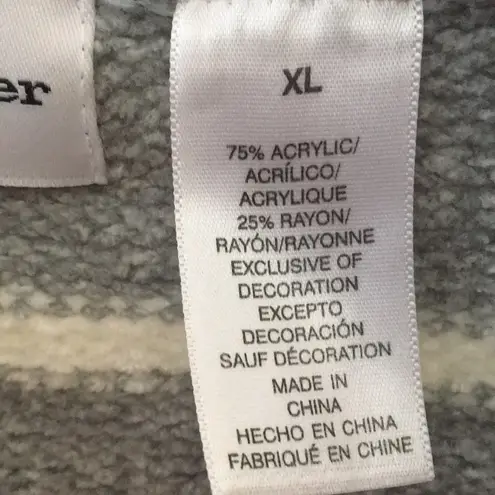 er
XL
75% ACRYLIC/
ACRÍLICO/
ACRYLIQUE
25% RAYON/
RAYÓN/RAYONNE
EXCLUSIVE OF
DECORATION
EXCEPTO
DECORACIÓN
SAUF DÉCORATION
MADE IN
CHINA
HECHO EN CHINA
FABRIQUÉ EN CHINE